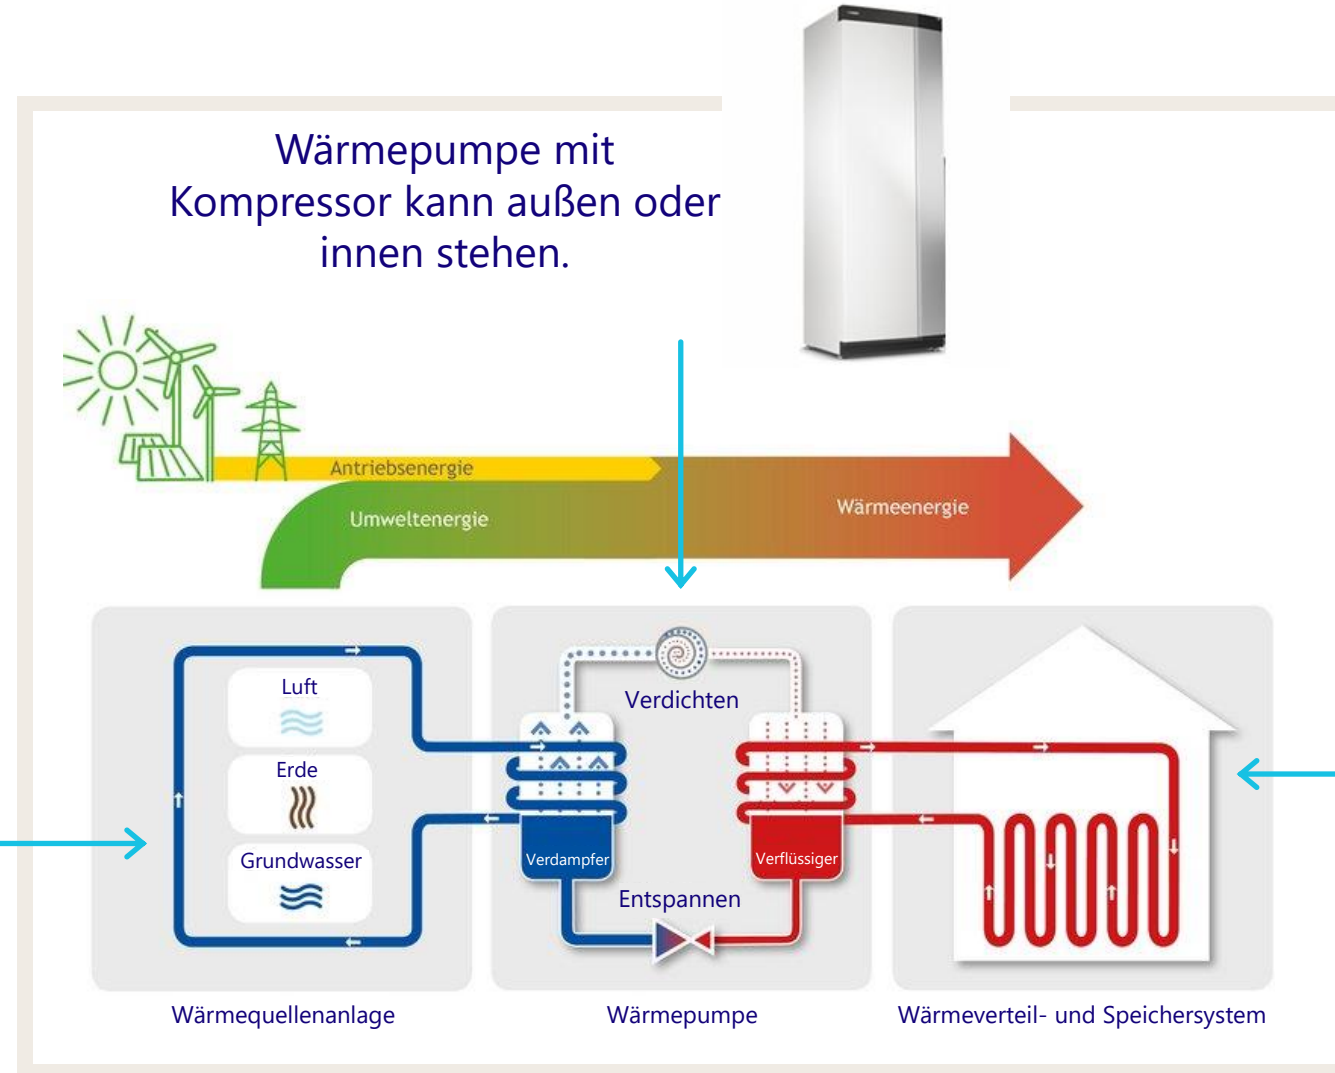 Wärmepumpe mit
Kompressor kann außen oder
innen stehen.
Antriebsenergie
Umweltenergie
Wärmeenergie
Luft
Erde
Grundwasser
Verdichten
Verdampfer
Verflüssiger
Entspannen
Wärmequellenanlage
Wärmepumpe
Wärmeverteil- und Speichersystem